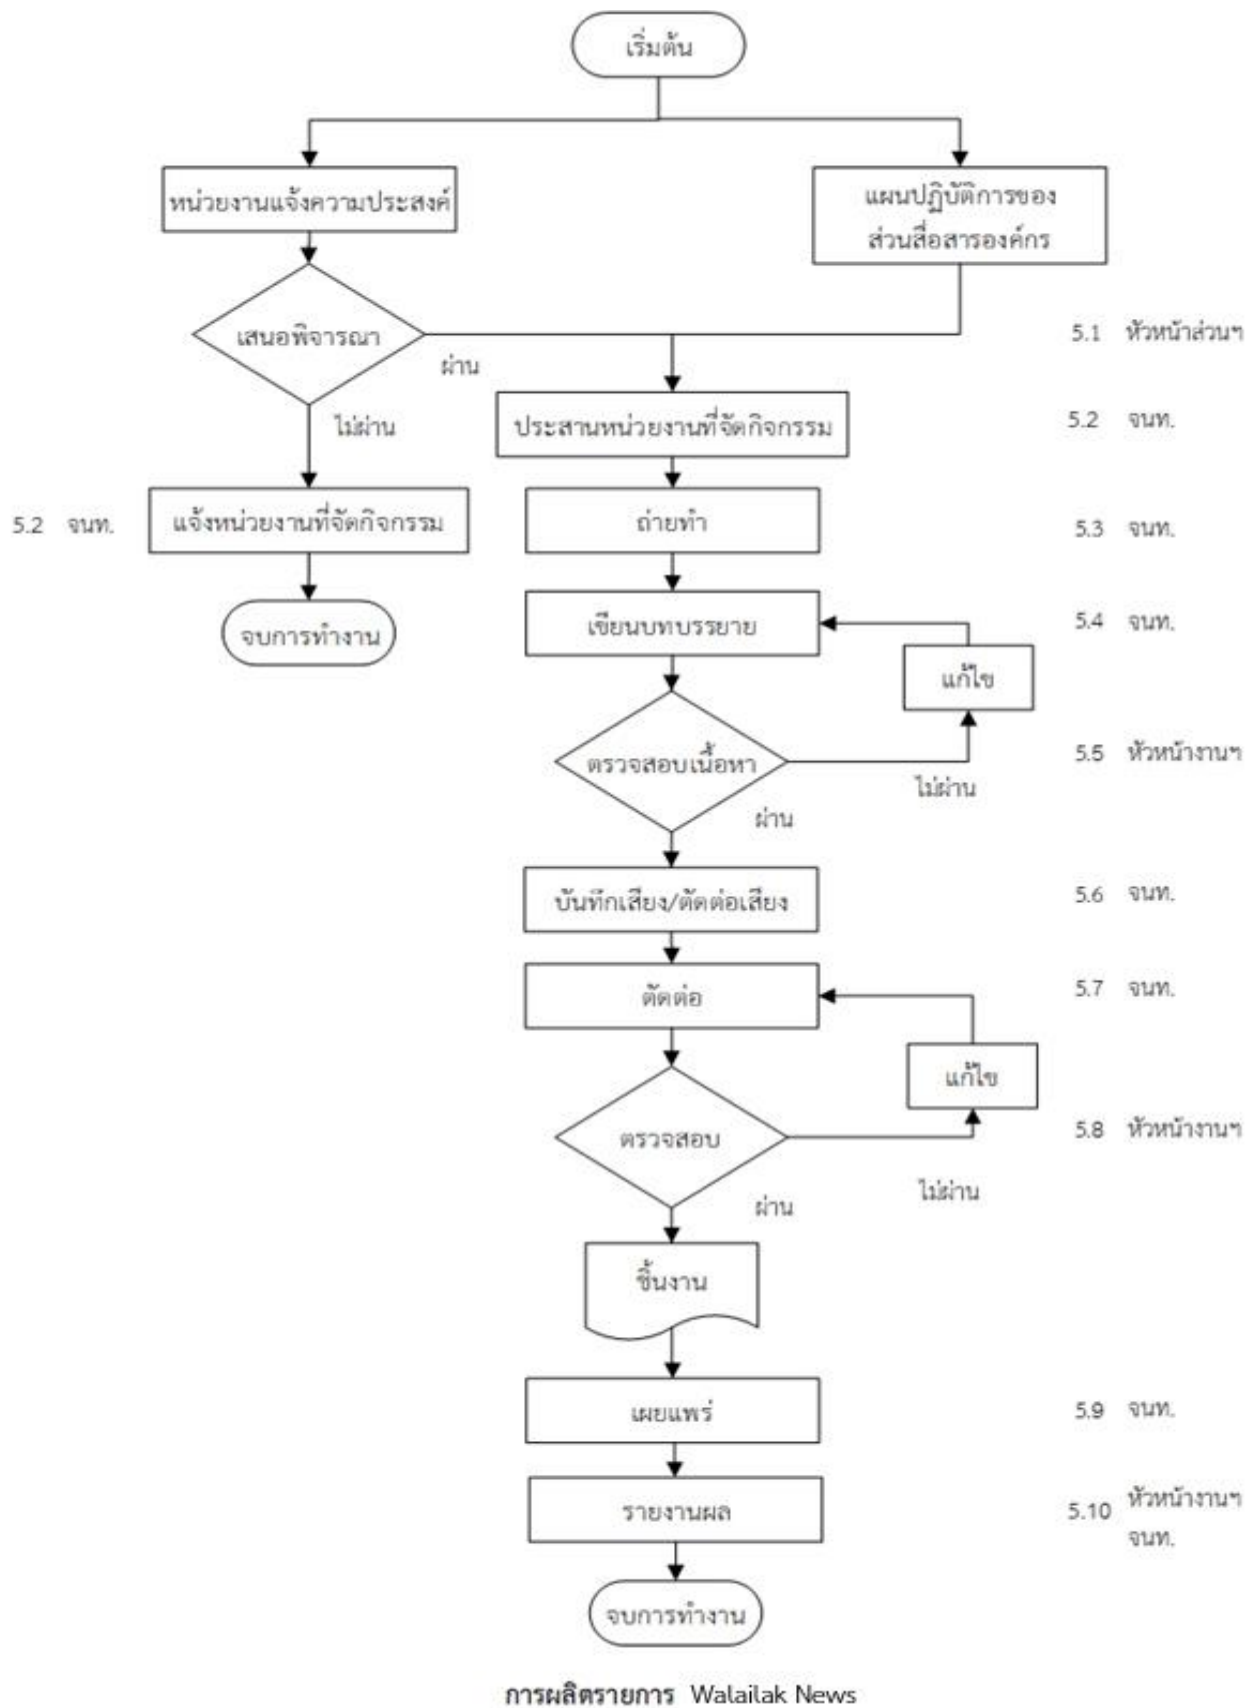 เริ่มต้น
หน่วยงานแจ้งความประสงค์
แผนปฏิบัติการของ
ส่วนสื่อสารองค์กร
เสนอพิจารณา
ผ่าน
5.1 หัวหน้าส่วนฯ
ไม่ผ่าน
ประสานหน่วยงานที่จัดกิจกรรม
5.2 จนท.
5.2 จนท.
แจ้งหน่วยงานที่จัดกิจกรรม
ถ่ายทำ
5.3 จนท.
จบการทำงาน
เขียนบทบรรยาย
5.4 จนท.
แก้ไข
ตรวจสอบเนื้อหา
5.5 หัวหน้างานฯ
ไม่ผ่าน
ผ่าน
บันทึกเสียง/ตัดต่อเสียง
5.6 จนท.
ตัดต่อ
5.7 จนท.
แก้ไข
ตรวจสอบ
5.8 หัวหน้างานฯ
ไม่ผ่าน
ผ่าน
ชิ้นงาน
เผยแพร่
5.9 จนท.
รายงานผล
5.10 หัวหน้างานฯ
จนท.
จบการทำงาน
การผลิตรายการ Walailak News